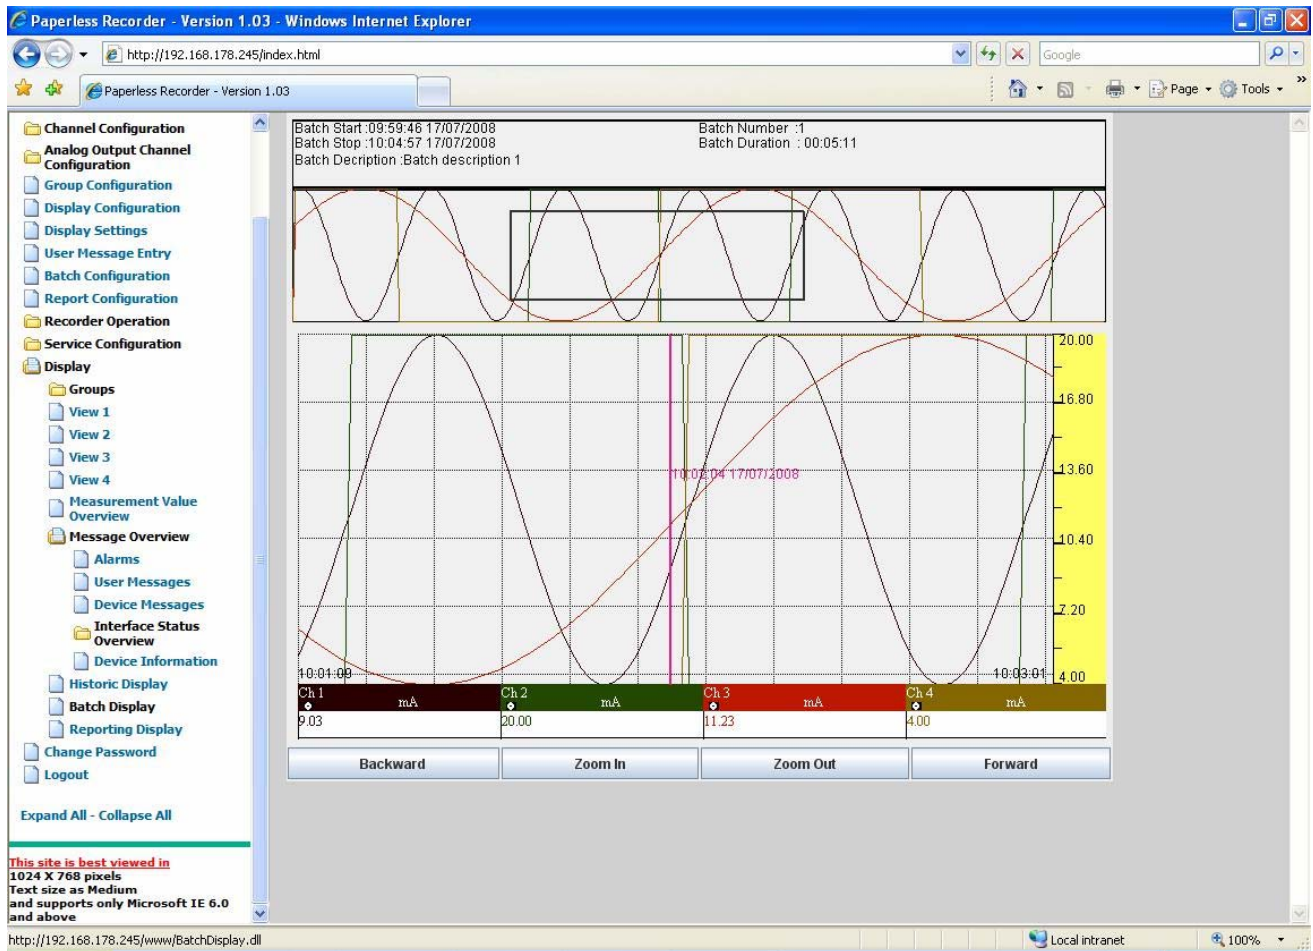 Paperless Recorder - Version 1.03 - Windows Internet Explorer
http://192.168.178.245/index.html
Google
Paperless Recorder - Version 1.03
Page
Tools
Channel Configuration
Analog Output Channel
Configuration
Group Configuration
Display Configuration
Display Settings
User Message Entry
Batch Configuration
Report Configuration
Recorder Operation
Service Configuration
Display
Groups
View 1
View 2
View 3
View 4
Measurement Value
Overview
Message Overview
Alarms
User Messages
Device Messages
Interface Status
Overview
Device Information
Historic Display
Batch Display
Reporting Display
Change Password
Logout
Expand All - Collapse All
This site is best viewed in
1024 X 768 pixels
Text size as Medium
and supports only Microsoft IE 6.0
and above
Batch Start :09:59:46 17/07/2008
Batch Number :1
Batch Stop :10:04:57 17/07/2008
Batch Duration : 00:05:11
Batch Decription :Batch description 1
20.00
16.80
13.60
10:02:04 17/07/2008
10.40
7.20
4.00
10:01:09
10:03:01
Ch 1 mA
Ch 2 mA
Ch 3 mA
Ch 4 mA
9.03
20.00
11.23
4.00
Backward
Zoom In
Zoom Out
Forward
http://192.168.178.245/www/BatchDisplay.dll
Local intranet
100%